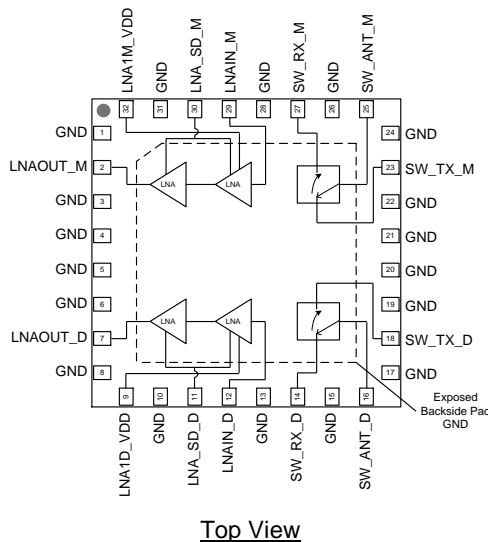 LNA1M_VDD
GND
LNA_SD_M
LNAIN_M
GND
SW_RX_M
GND
SW_ANT_M
32
31
30
29
28
27
26
25
GND 1
24 GND
LNAOUT_M 2
LNA
LNA
23 SW_TX_M
GND 3
22 GND
GND 4
21 GND
GND 5
20 GND
GND 6
19 GND
LNAOUT_D 7
LNA
LNA
18 SW_TX_D
GND 8
17 GND
9
10
11
12
13
14
15
16
LNA1D_VDD
GND
LNA_SD_D
LNAIN_D
GND
SW_RX_D
GND
SW_ANT_D
Exposed
Backside Pad
GND
Top View